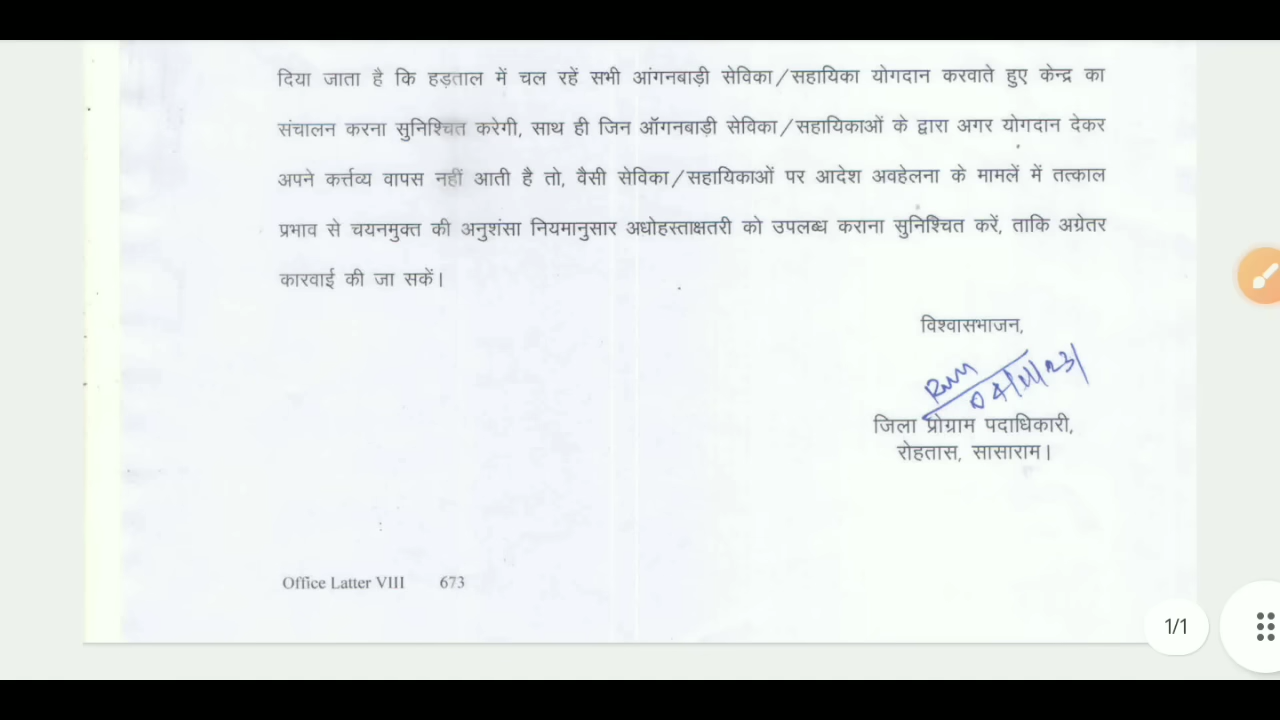 दिया जाता है कि हड़ताल में चल रहें सभी आंगनबाड़ी सेविका/सहायिका योगदान करवाते हुए केन्द्र का
संचालन करना सुनिश्चित करेगी, साथ ही जिन ऑगनबाड़ी सेविका/सहायिकाओं के द्वारा अगर योगदान देकर
अपने कर्त्तव्य वापस नहीं आती है तो, वैसी सेविका/सहायिकाओं पर आदेश अवहेलना के मामलें में तत्काल
प्रभाव से चयनमुक्त की अनुशंसा नियमानुसार अधोहस्ताक्षतरी को उपलब्ध कराना सुनिश्चित करें, ताकि अग्रेतर
कारवाई की जा सकें।
विश्वासभाजन,
जिला प्रोग्राम पदाधिकारी,
रोहतास, सासाराम।
Office Latter VIII 673
1/1